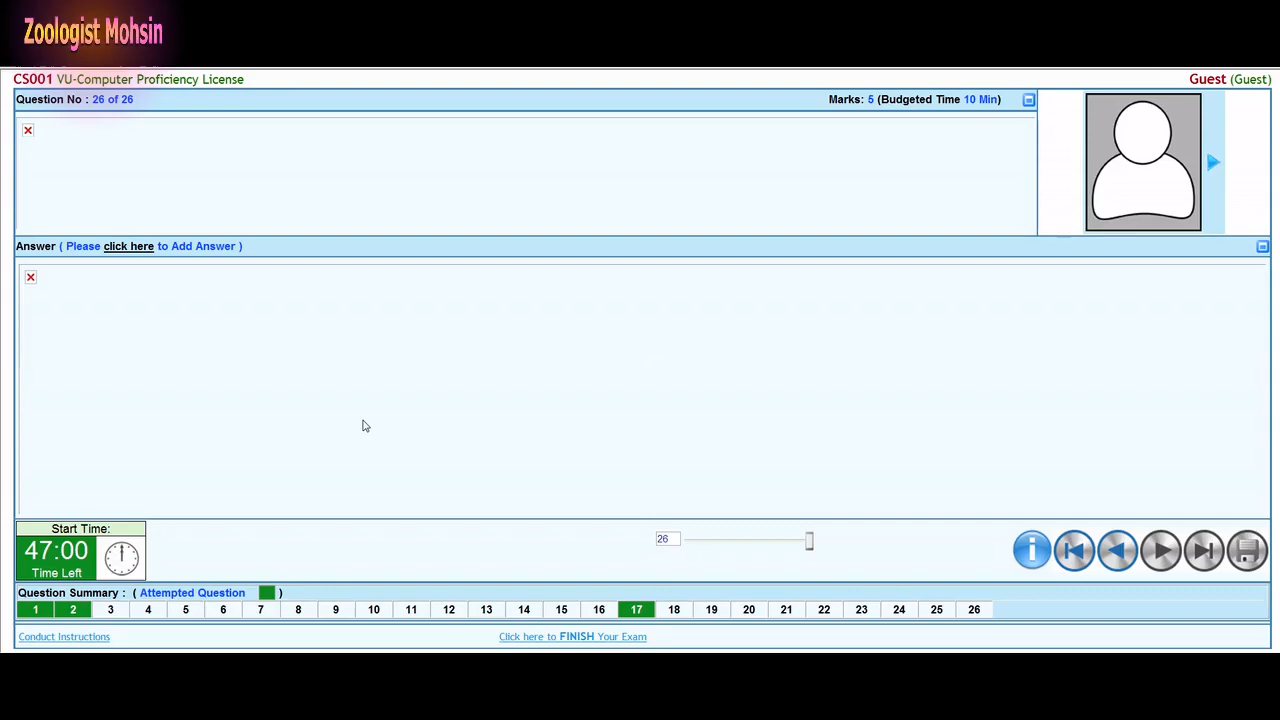 Zoologist Mohsin
CS001 VU-Computer Proficiency License
Guest (Guest)
Question No : 26 of 26
Marks: 5 (Budgeted Time 10 Min)
Answer ( Please click here to Add Answer )
Start Time:
47:00
Time Left
26
Question Summary : ( Attempted Question )
1 2 3 4 5 6 7 8 9 10 11 12 13 14 15 16 17 18 19 20 21 22 23 24 25 26
Conduct Instructions
Click here to FINISH Your Exam